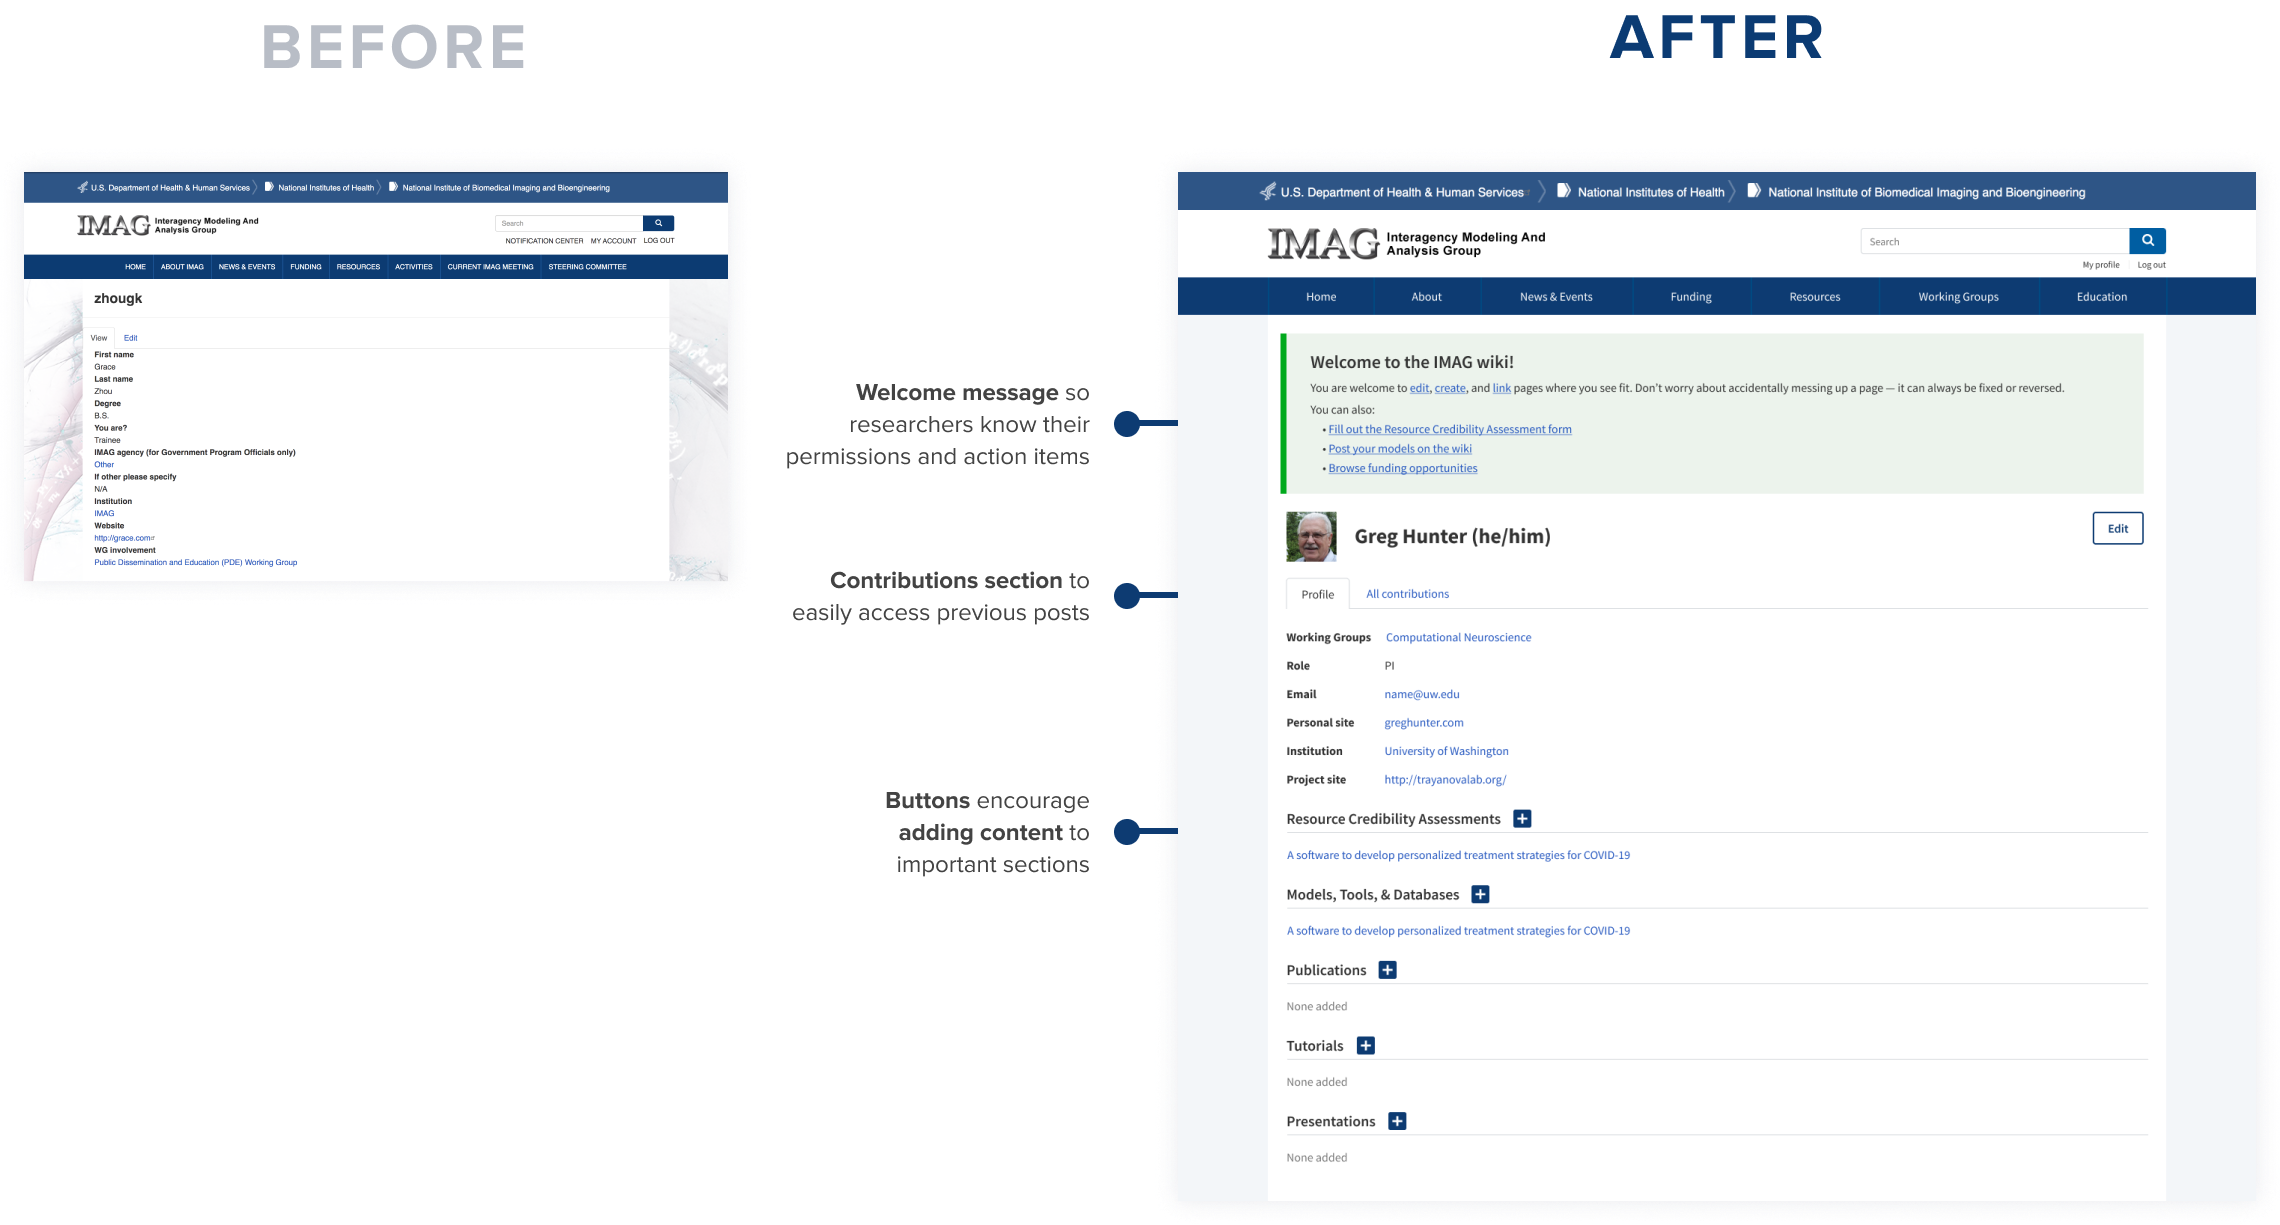 BEFORE
AFTER
U.S. Department of Health & Human Services
National Institutes of Health
National Institute of Biomedical Imaging and Bioengineering
IMAG Interagency Modeling And
Analysis Group
Search
NOTIFICATION CENTER MY ACCOUNT LOG OUT
HOME ABOUT IMAG NEWS & EVENTS FUNDING RESOURCES ACTIVITIES CURRENT IMAG MEETING STEERING COMMITTEE
zhougk
View Edit
First name
Grace
Last name
Zhou
Degree
B.S.
You are?
Trainee
IMAG agency (for Government Program Officials only)
Other
If other please specify
N/A
Institution
IMAG
Website
http://grace.com
WG involvement
Public Dissemination and Education (PDE) Working Group
Welcome message so
researchers know their
permissions and action items
Contributions section to
easily access previous posts
Buttons encourage
adding content to
important sections
U.S. Department of Health & Human Services
National Institutes of Health
National Institute of Biomedical Imaging and Bioengineering
IMAG Interagency Modeling And
Analysis Group
Search
My profile Log out
Home About News & Events Funding Resources Working Groups Education
Welcome to the IMAG wiki!
You are welcome to edit, create, and link pages where you see fit. Don't worry about accidentally messing up a page — it can always be fixed or reversed.
You can also:
• Fill out the Resource Credibility Assessment form
• Post your models on the wiki
• Browse funding opportunities
Greg Hunter (he/him)
Edit
Profile All contributions
Working Groups Computational Neuroscience
Role PI
Email name@uw.edu
Personal site greghunter.com
Institution University of Washington
Project site http://trayanovalab.org/
Resource Credibility Assessments +
A software to develop personalized treatment strategies for COVID-19
Models, Tools, & Databases +
A software to develop personalized treatment strategies for COVID-19
Publications +
None added
Tutorials +
None added
Presentations +
None added